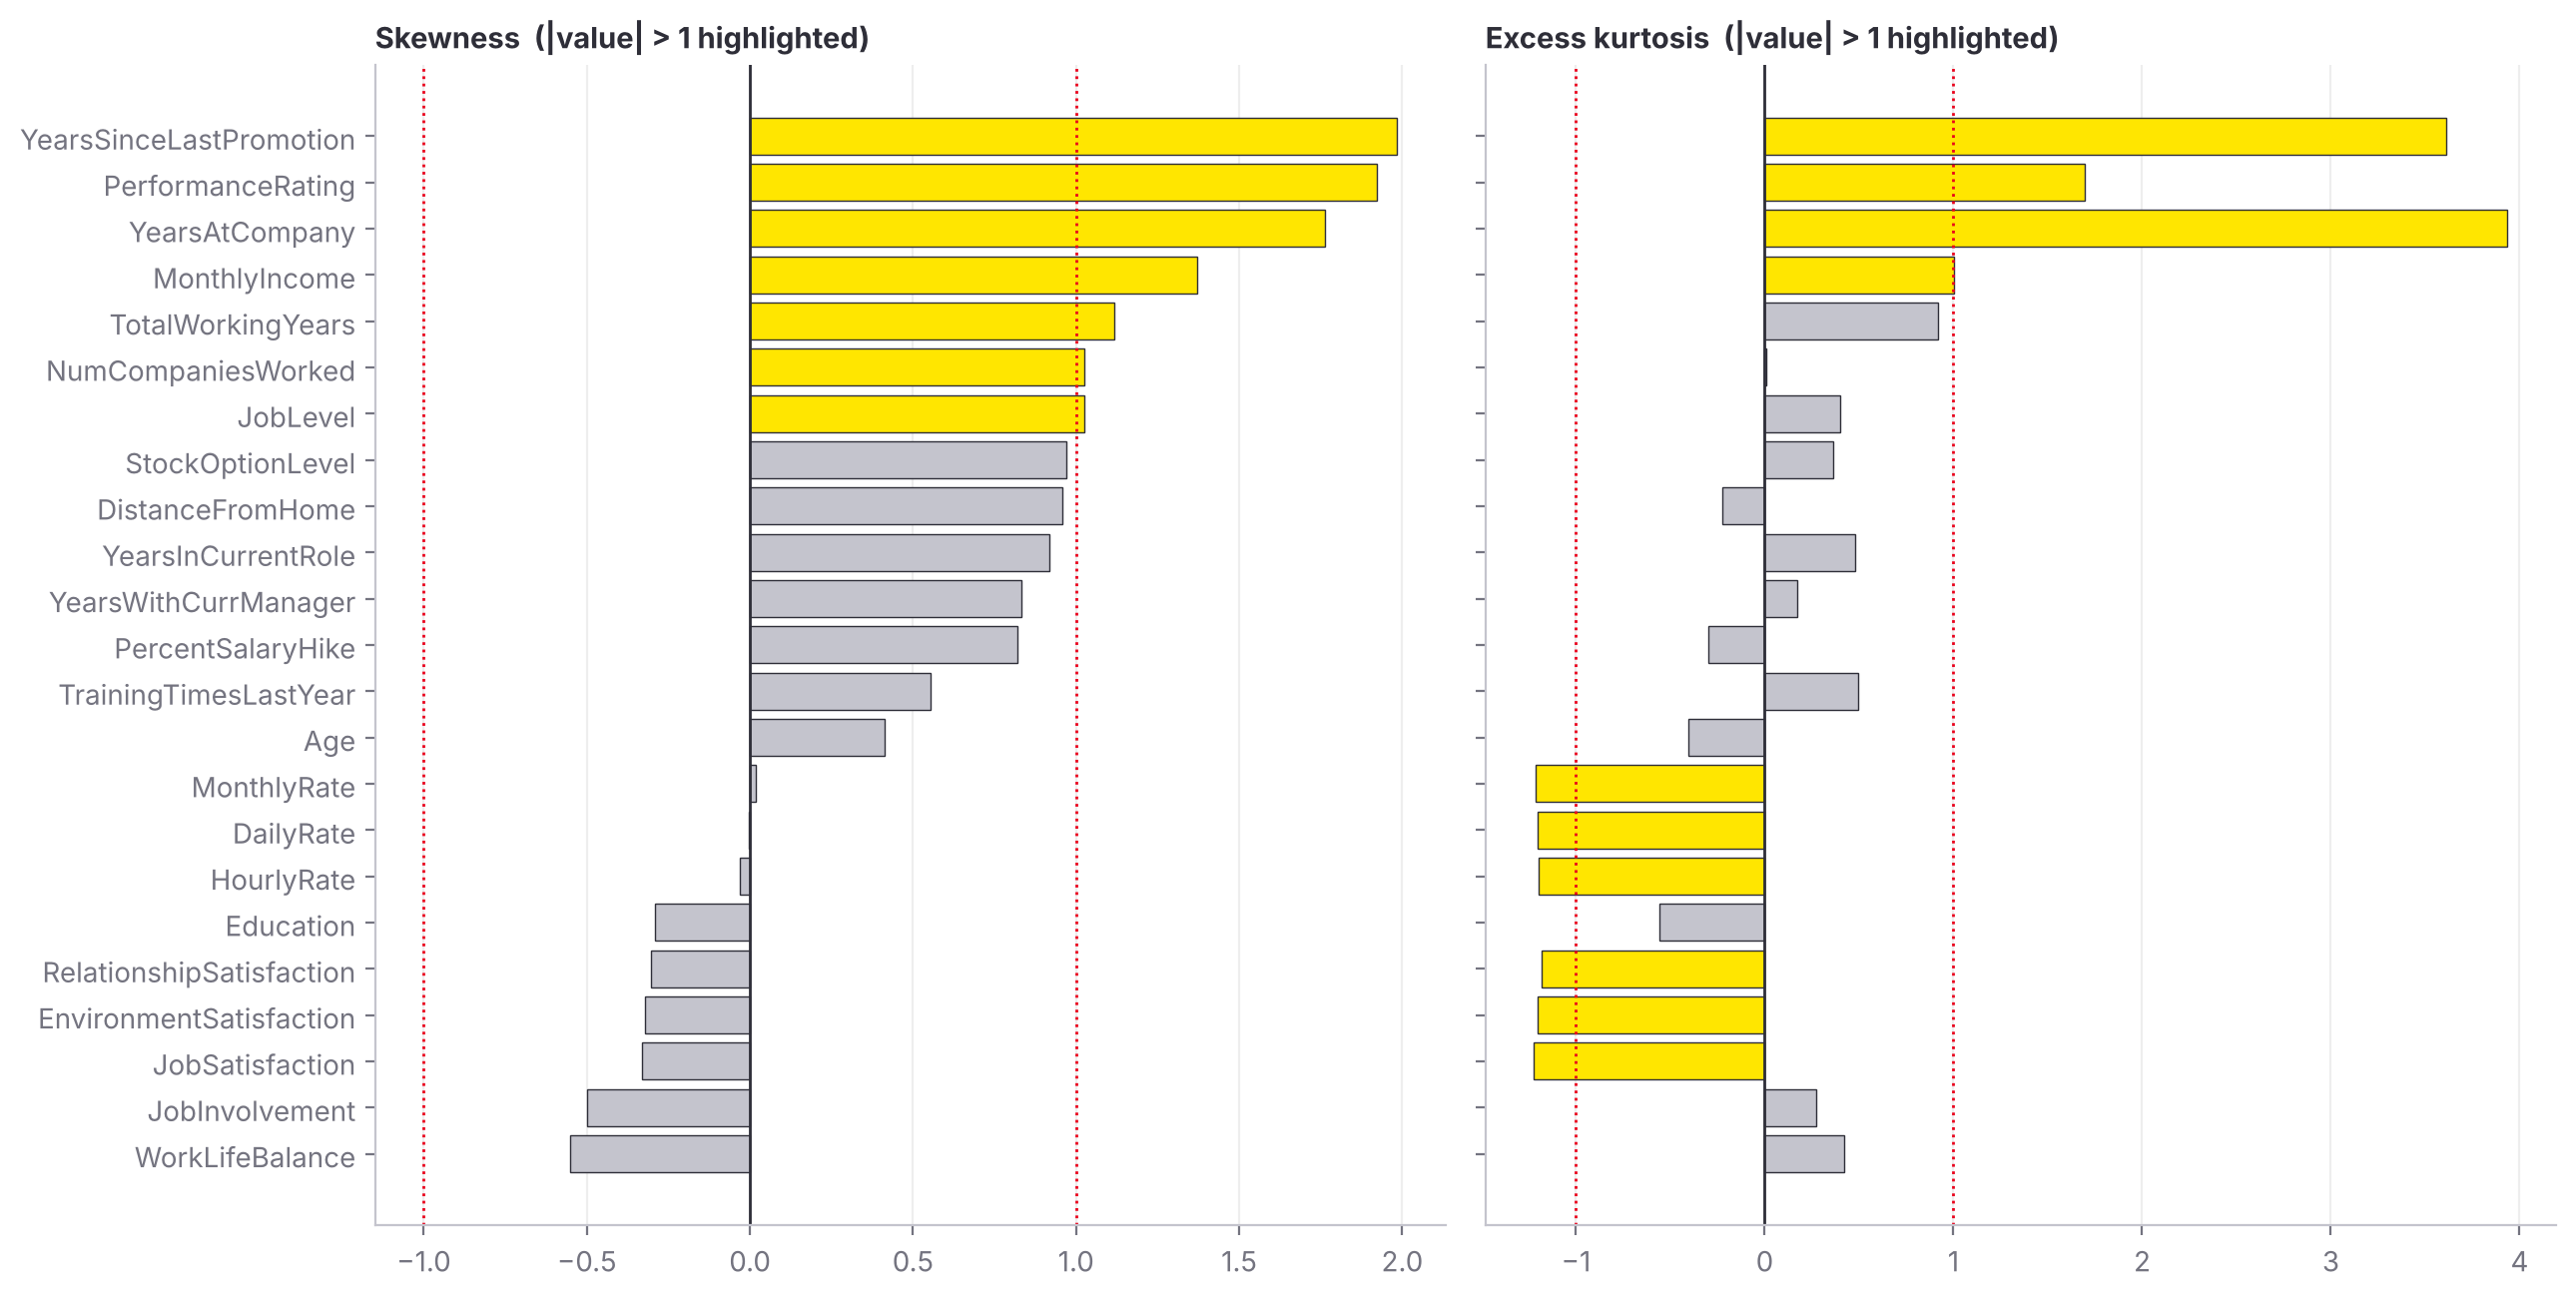 Skewness (|value| > 1 highlighted)
Excess kurtosis (|value| > 1 highlighted)
YearsSinceLastPromotion
PerformanceRating
YearsAtCompany
MonthlyIncome
TotalWorkingYears
NumCompaniesWorked
JobLevel
StockOptionLevel
DistanceFromHome
YearsInCurrentRole
YearsWithCurrManager
PercentSalaryHike
TrainingTimesLastYear
Age
MonthlyRate
DailyRate
HourlyRate
Education
RelationshipSatisfaction
EnvironmentSatisfaction
JobSatisfaction
JobInvolvement
WorkLifeBalance
−1.0 −0.5 0.0 0.5 1.0 1.5 2.0
−1 0 1 2 3 4